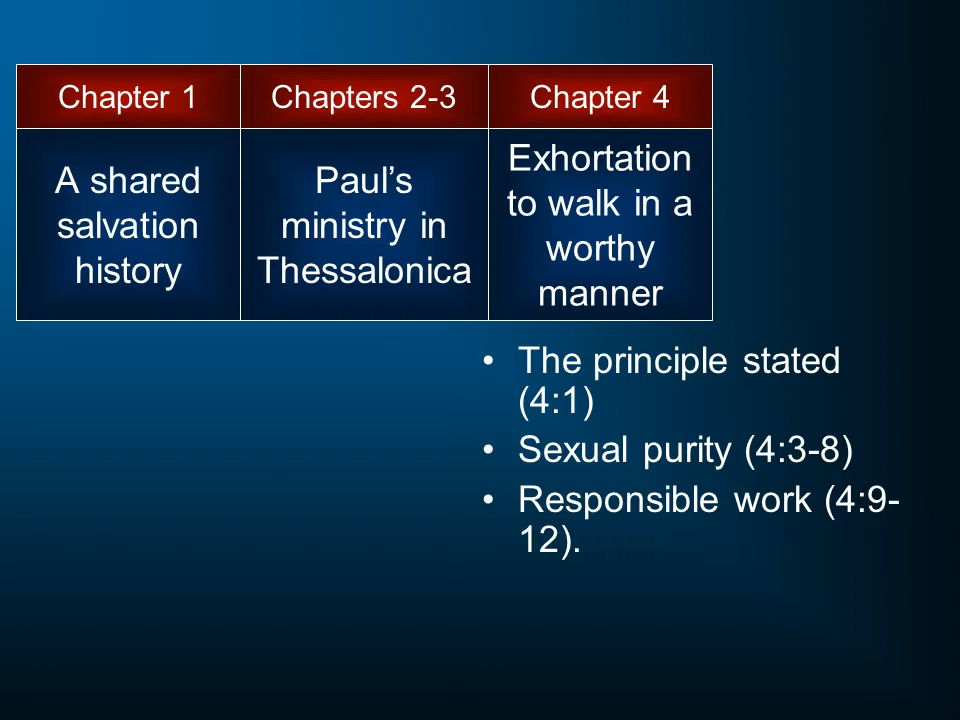 Chapter 1
Chapters 2-3
Chapter 4
A shared
salvation
history
Paul’s
ministry in
Thessalonica
Exhortation
to walk in a
worthy
manner
• The principle stated
(4:1)
• Sexual purity (4:3-8)
• Responsible work (4:9-
12).